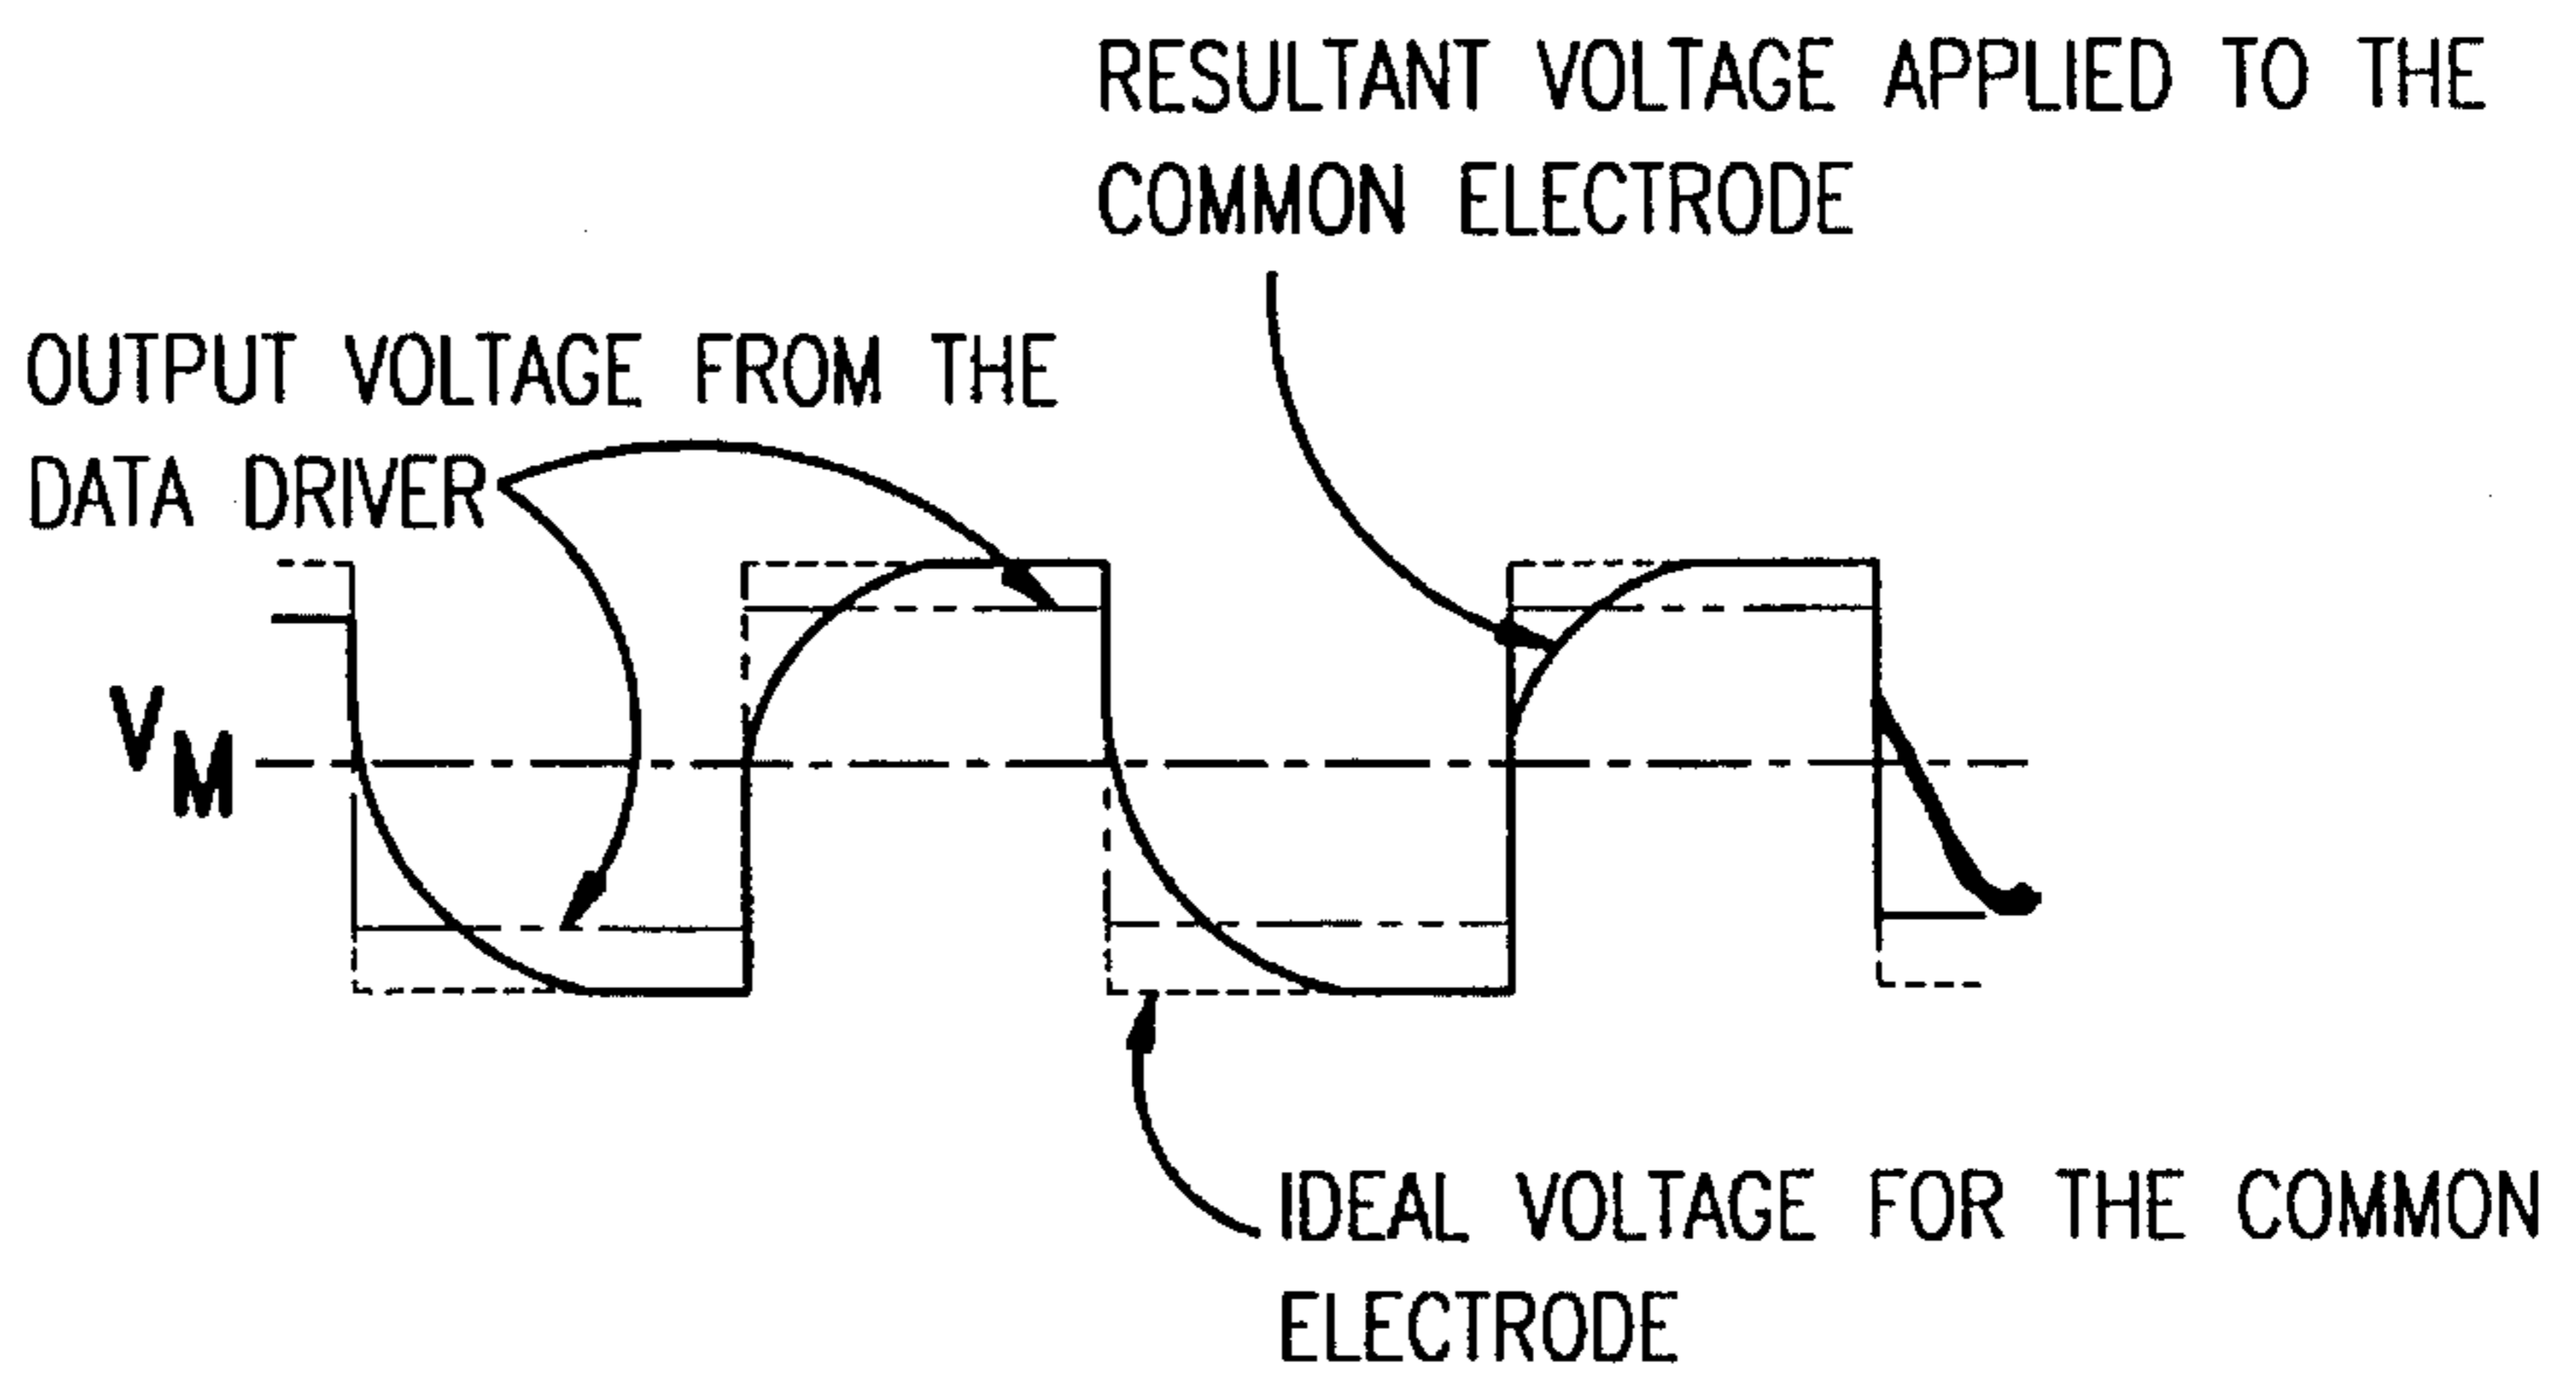 RESULTANT VOLTAGE APPLIED TO THE
COMMON ELECTRODE
OUTPUT VOLTAGE FROM THE
DATA DRIVER
VM
IDEAL VOLTAGE FOR THE COMMON
ELECTRODE